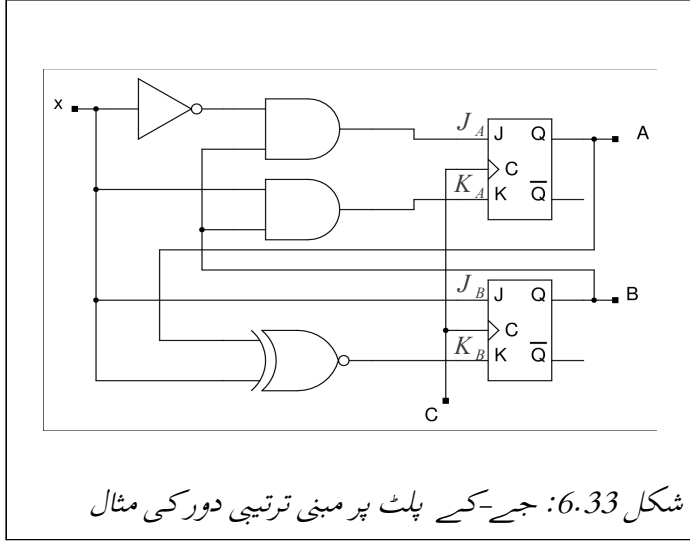 x
J_A J Q A
C
K_A K Q̅
J_B J Q B
C
K_B K Q̅
C
شکل 6.33: جے-کے پلٹ پر مبنی ترتیبی دور کی مثال